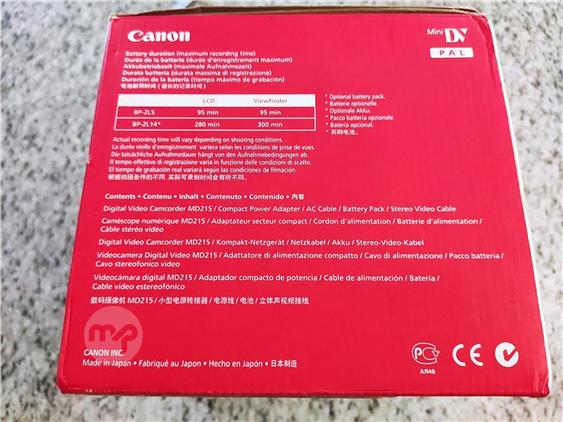 Canon
Mini DV
PAL
Battery duration (maximum recording time)
Durée de la batterie (durée d'enregistrement maximum)
Akkubetriebzeit (maximale Aufnahmezeit)
Durata batteria (durata massima di registrazione)
Duración de la batería (tiempo máximo de grabación)
电池耐用时间 (最长的记录时间)
LCD Viewfinder
BP-2L5 95 min 95 min
BP-2L14* 280 min 300 min
* Optional battery pack.
* Batterie optionelle.
* Optionale Akku.
* Pacco batteria opzionale.
* Batería opcional.
* 另购电池。
Actual recording time will vary depending on shooting conditions.
La durée réelle d'enregistrement variera selon les conditions de prise de vues.
Die tatsächliche Aufnahmedauer hängt von den Aufnahmebedingungen ab.
Il tempo effettivo di registrazione varia in funzione delle condizioni di scatto.
El tiempo de grabación real variará según las condiciones de filmación.
根据拍摄条件的不同, 实际可录制时间会有所不同。
Contents • Contenu • Inhalt • Contenuto • Contenido • 内容
Digital Video Camcorder MD215 / Compact Power Adapter / AC Cable / Battery Pack / Stereo Video Cable
Caméscope numérique MD215 / Adaptateur secteur compact / Cordon d'alimentation / Batterie d'alimentation /
Câble stéréo vidéo
Digital Video Camcorder MD215 / Kompakt-Netzgerät / Netzkabel / Akku / Stereo-Video-Kabel
Videocamera Digital Video MD215 / Adattatore di alimentazione compatto / Cavo di alimentazione / Pacco batteria /
Cavo stereofonico video
Videocámara digital MD215 / Adaptador compacto de potencia / Cable de alimentación / Batería /
Cable video estereofónico
数码摄像机 MD215 / 小型电源转接器 / 电源线 / 电池 / 立体声视频接线
mp
CANON INC.
Made in Japan • Fabriqué au Japon • Hecho en Japón • 日本制造
AЯ46
CE